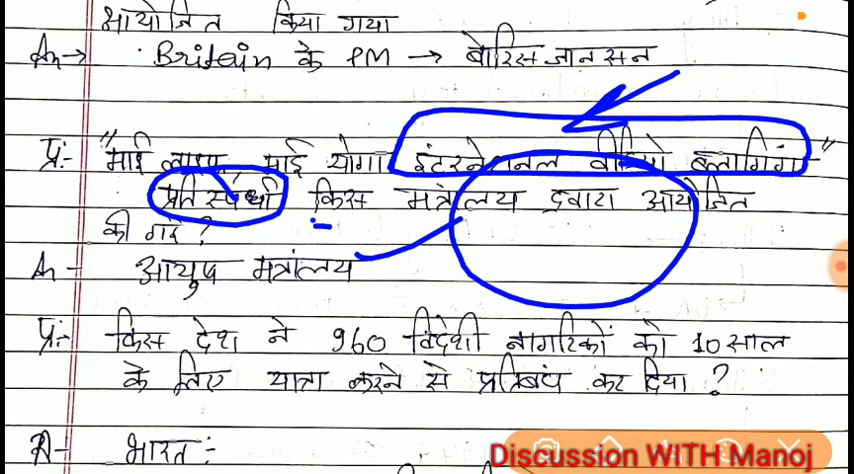 आयोजित किया गया
An→ Britain के PM → बोरिस जानसन
प्र:- "माई लाइफ, माई योगा इंटरनेशनल वीडियो ब्लागिंग"
प्रतिस्पर्धा किस मंत्रालय द्वारा आयोजित
की गई ?
An - आयुष मंत्रांलय
प्र:- किस देश ने 960 विदेशी नागरिकों को 10 साल
के लिए यात्रा करने से प्रतिबंध कर दिया ?
A- भारत:
Discussion WITH Manoj